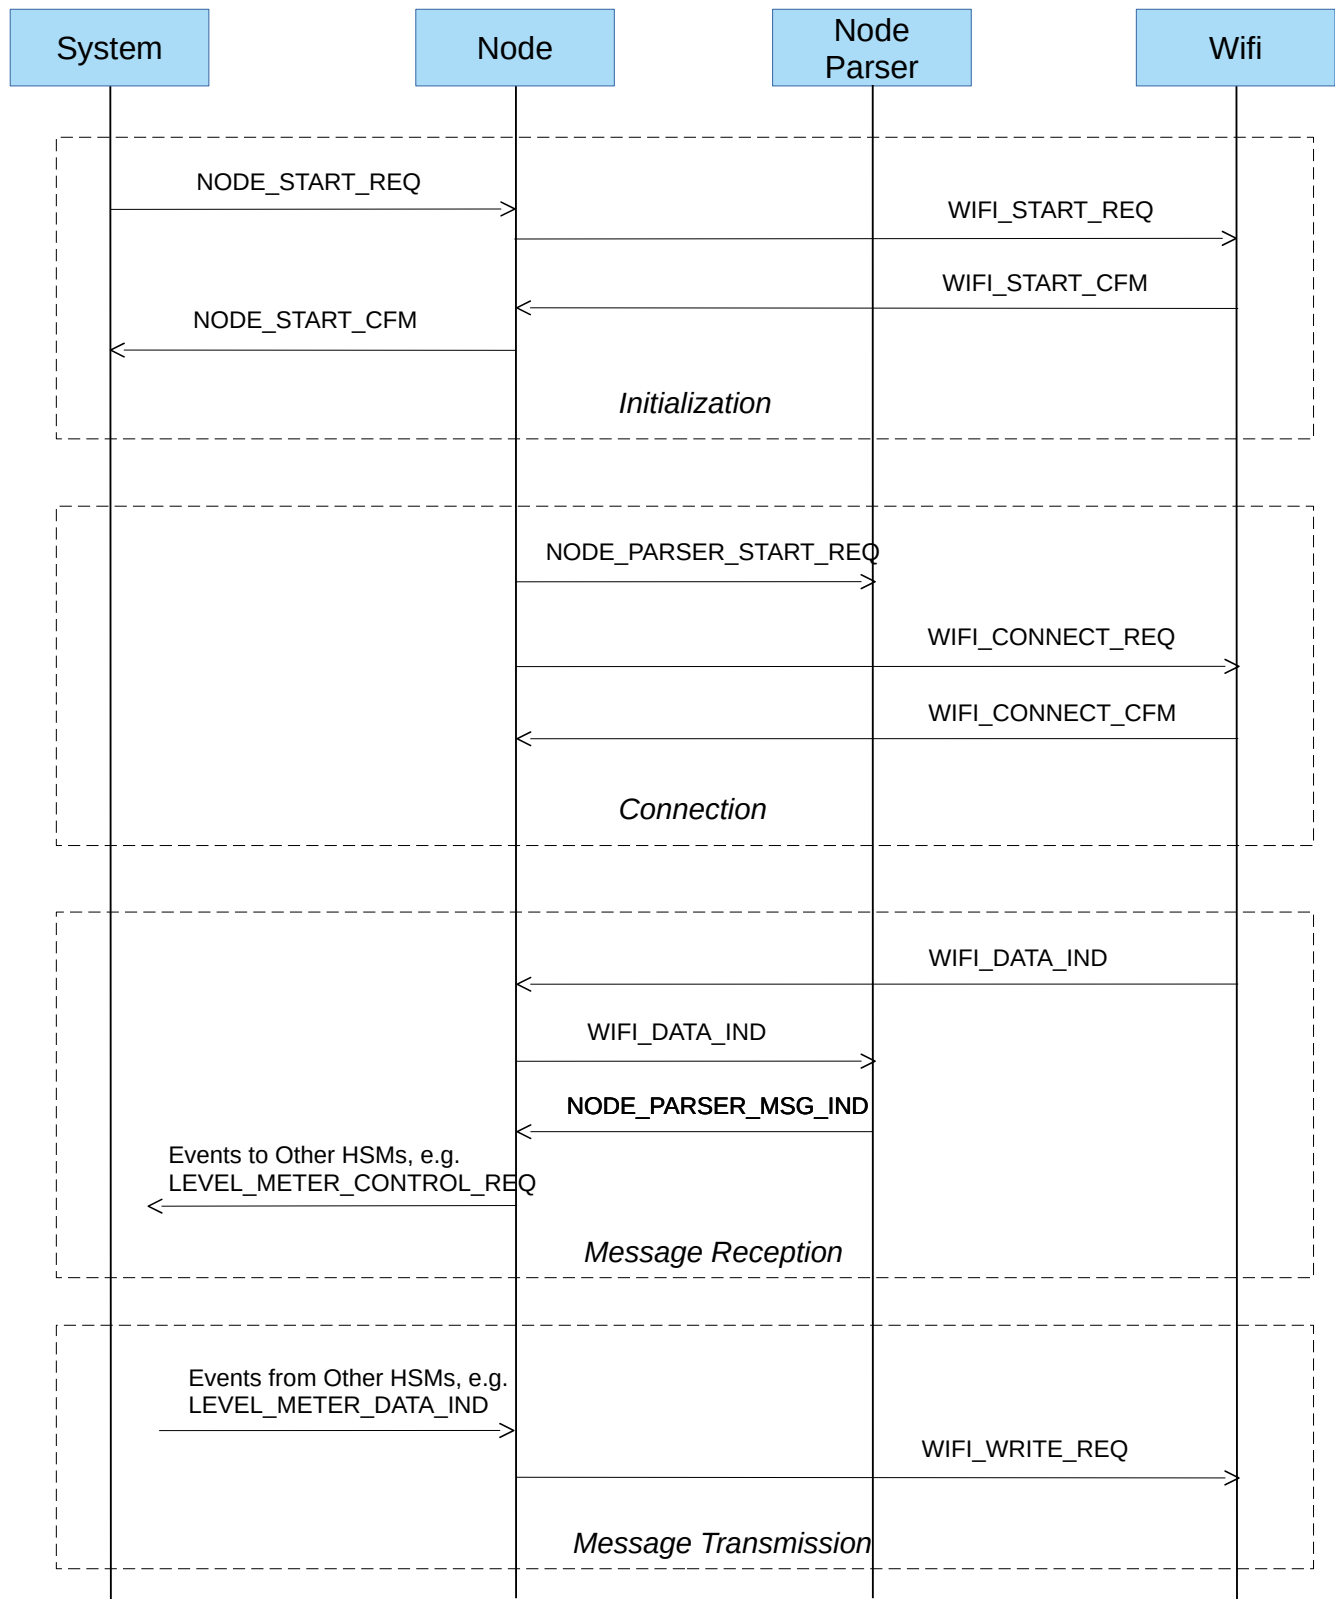 System
Node
Node
Parser
Wifi
NODE_START_REQ
WIFI_START_REQ
WIFI_START_CFM
NODE_START_CFM
Initialization
NODE_PARSER_START_REQ
WIFI_CONNECT_REQ
WIFI_CONNECT_CFM
Connection
WIFI_DATA_IND
WIFI_DATA_IND
NODE_PARSER_MSG_IND
Events to Other HSMs, e.g.
LEVEL_METER_CONTROL_REQ
Message Reception
Events from Other HSMs, e.g.
LEVEL_METER_DATA_IND
WIFI_WRITE_REQ
Message Transmission